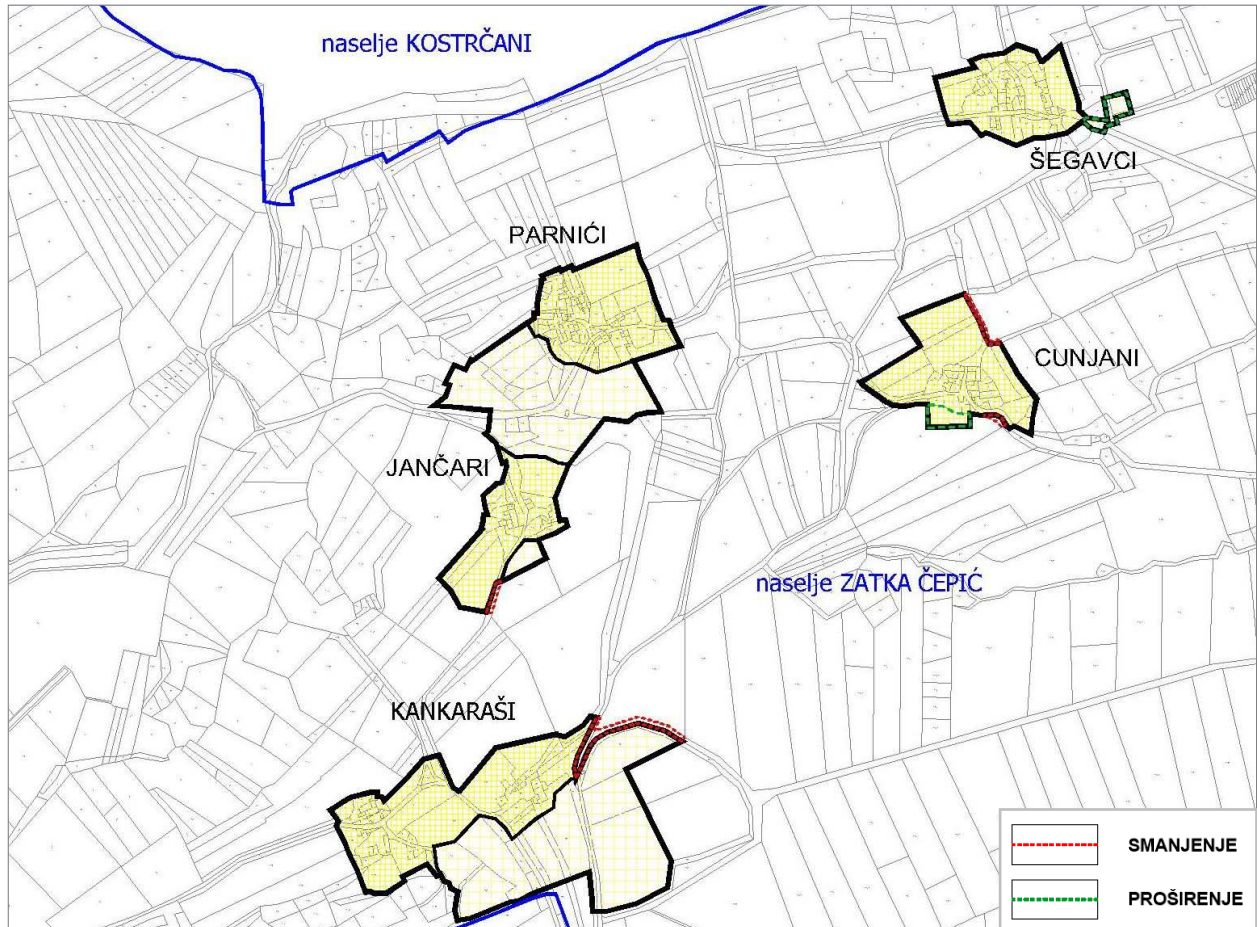 naselje KOSTRČANI
ŠEGAVCI
PARNIĆI
CUNJANI
JANČARI
naselje ZATKA ČEPIĆ
KANKARAŠI
SMANJENJE
PROŠIRENJE